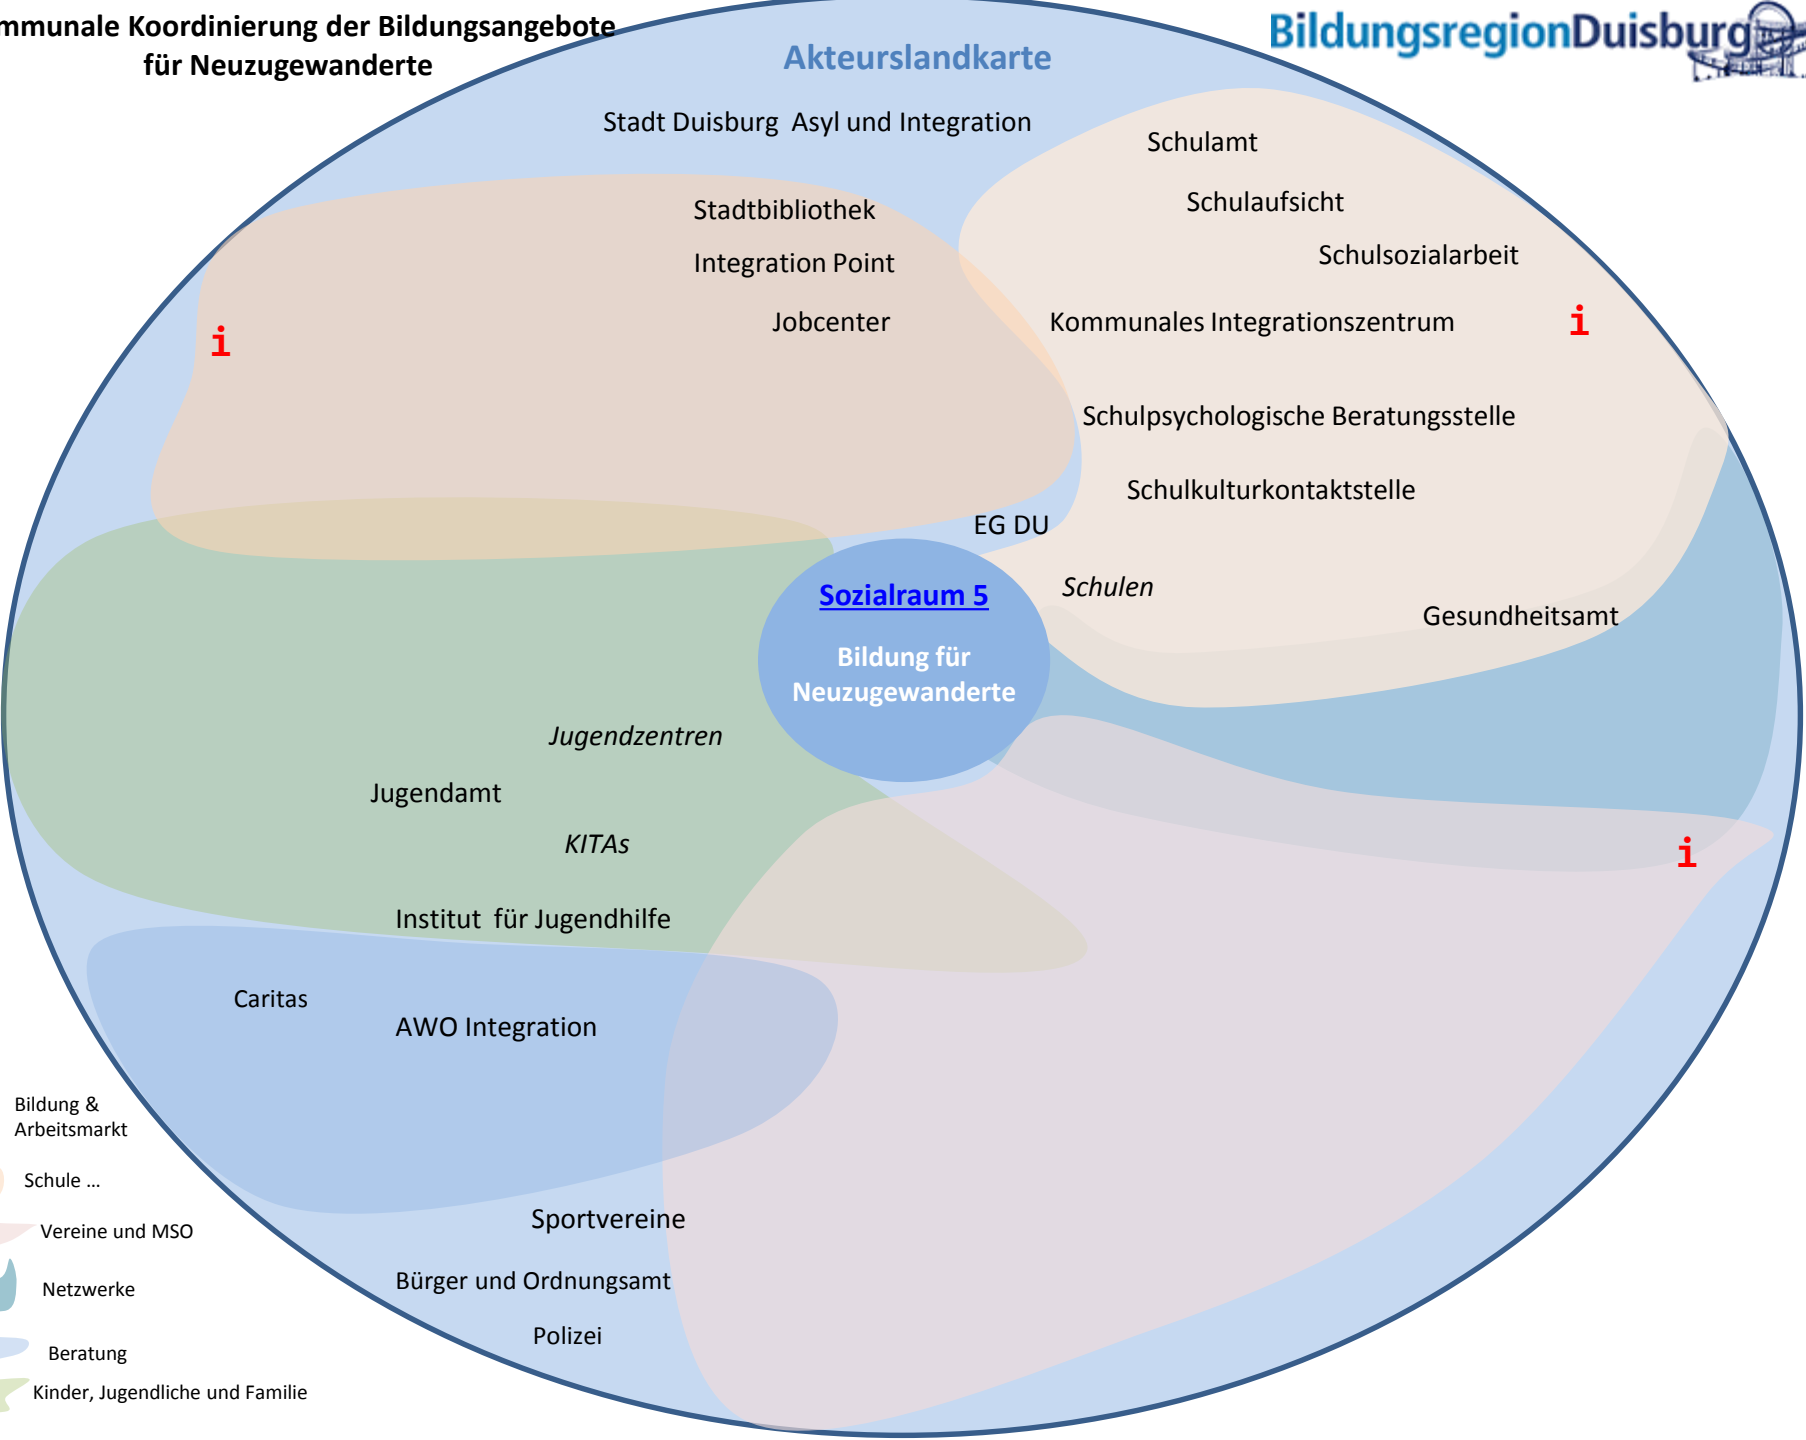 mmunale Koordinierung der Bildungsangebote
für Neuzugewanderte
Akteurslandkarte
BildungsregionDuisburg
Stadt Duisburg  Asyl und Integration
Schulamt
Stadtbibliothek
Schulaufsicht
Integration Point
Schulsozialarbeit
Jobcenter
Kommunales Integrationszentrum
i
i
Schulpsychologische Beratungsstelle
Schulkulturkontaktstelle
EG DU
Sozialraum 5
Schulen
Gesundheitsamt
Bildung für
Neuzugewanderte
Jugendzentren
Jugendamt
KITAs
i
Institut  für Jugendhilfe
Caritas
AWO Integration
Bildung &
Arbeitsmarkt
Schule ...
Sportvereine
Vereine und MSO
Bürger und Ordnungsamt
Netzwerke
Polizei
Beratung
Kinder, Jugendliche und Familie